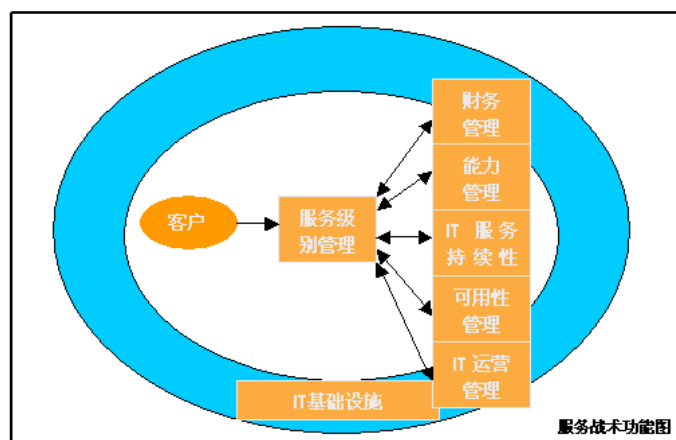 财务
管理
能力
管理
客户
服务级
别管理
IT 服务
持续性
可用性
管理
IT 运营
管理
IT基础设施
服务战术功能图